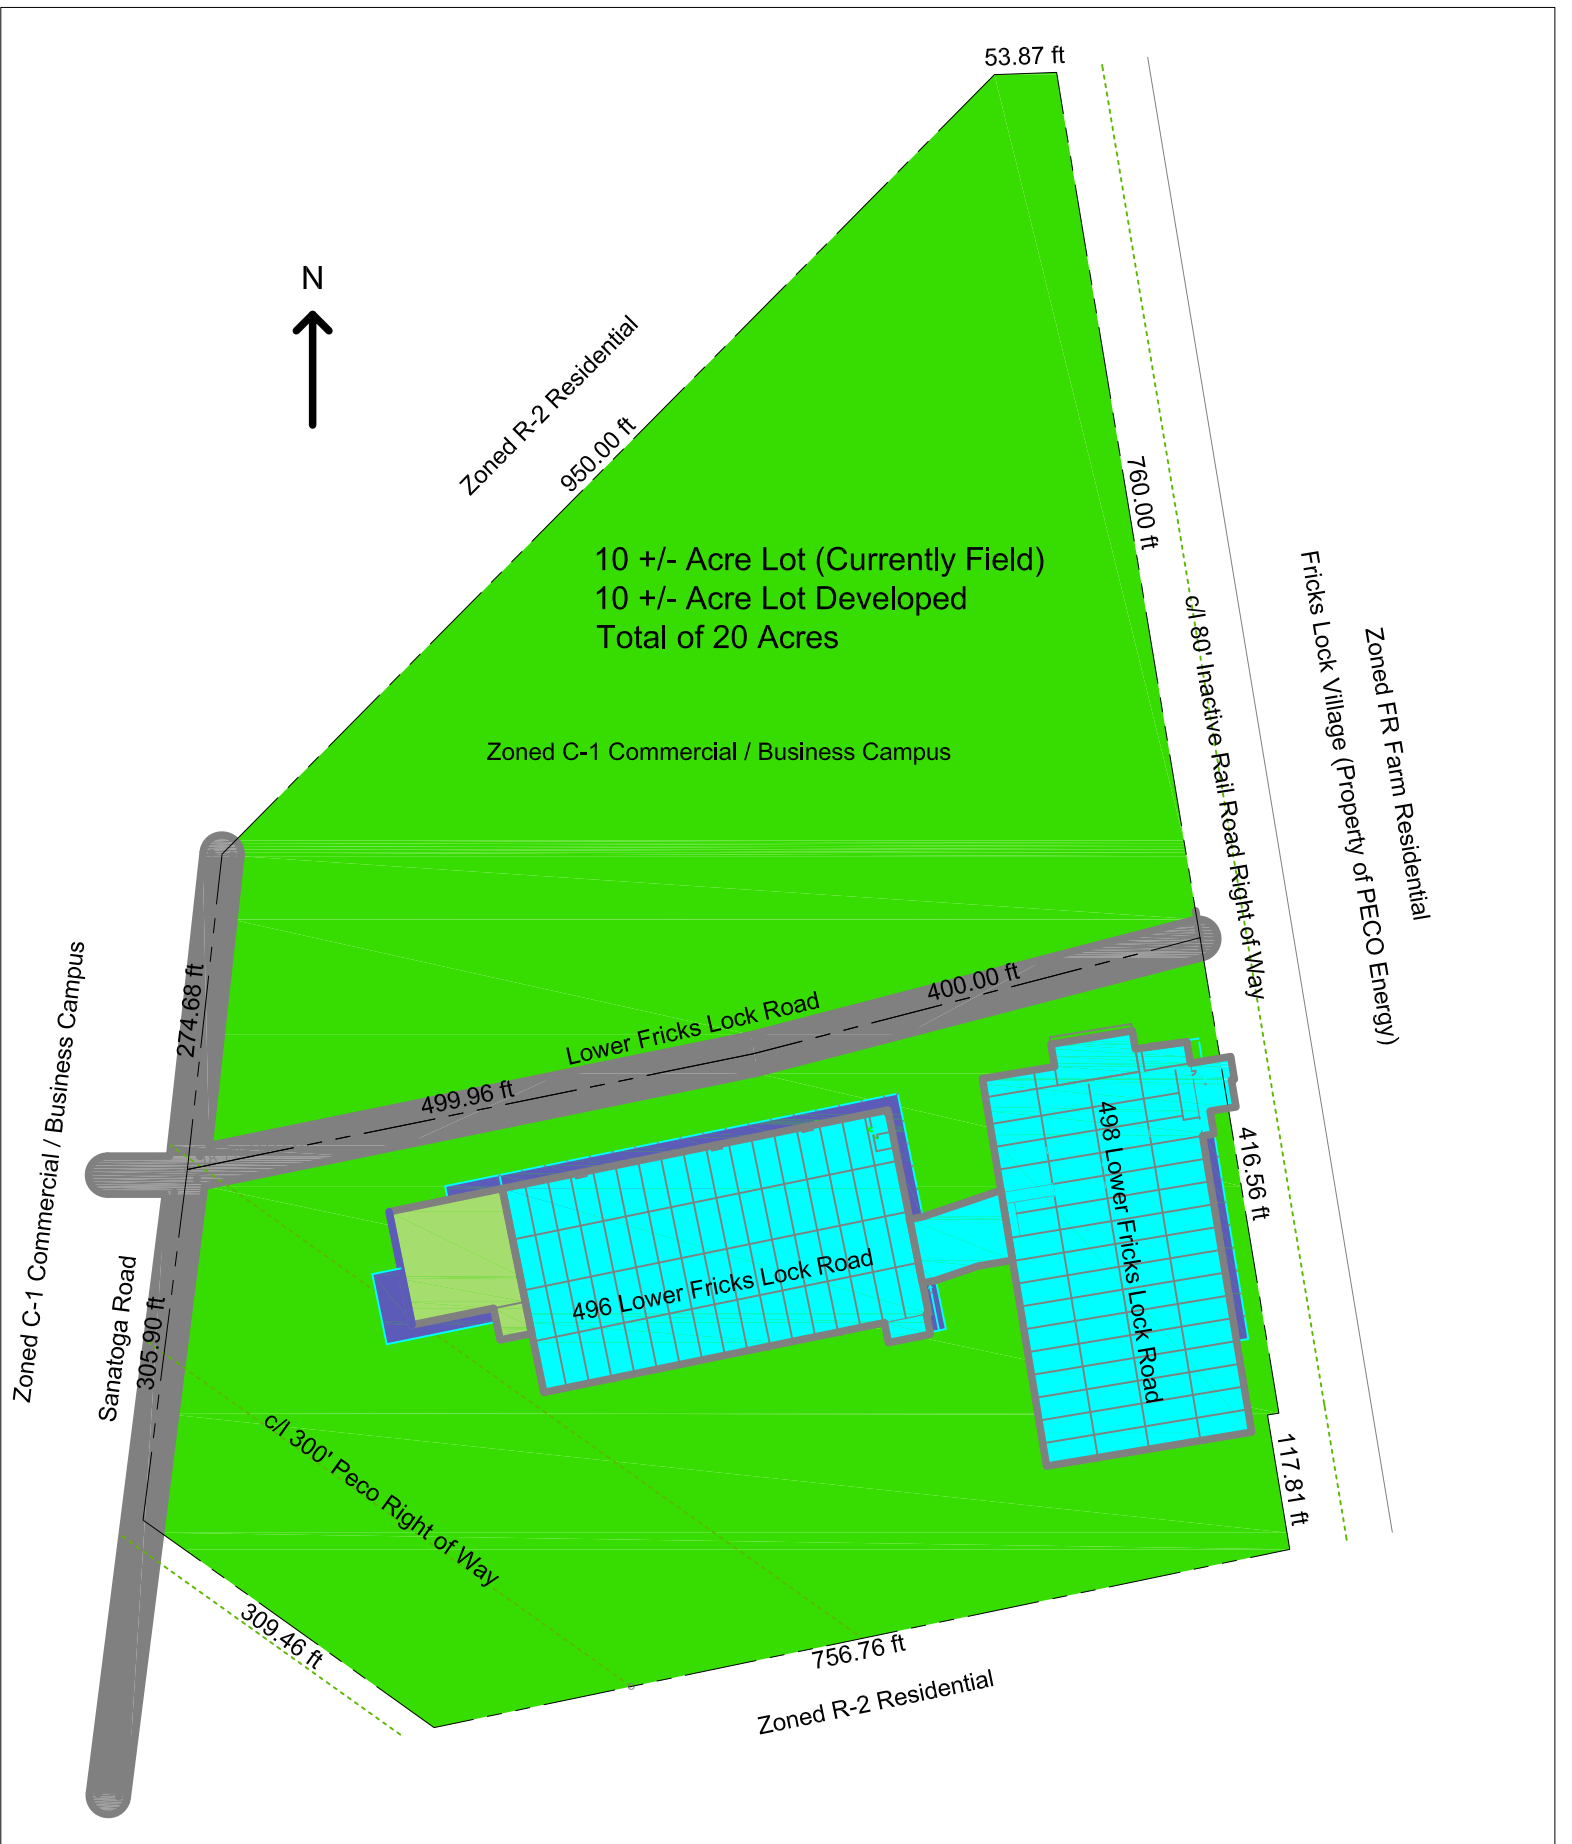 53.87 ft
N
Zoned R-2 Residential
950.00 ft
760.00 ft
10 +/- Acre Lot (Currently Field)
10 +/- Acre Lot Developed
Total of 20 Acres
Zoned C-1 Commercial / Business Campus
c/l 80' Inactive Rail Road Right of Way
Fricks Lock Village (Property of PECO Energy)
Zoned FR Farm Residential
Zoned C-1 Commercial / Business Campus
274.68 ft
Lower Fricks Lock Road
400.00 ft
499.96 ft
498 Lower Fricks Lock Road
416.56 ft
496 Lower Fricks Lock Road
Sanatoga Road
305.90 ft
c/l 300' Peco Right of Way
117.81 ft
309.46 ft
756.76 ft
Zoned R-2 Residential